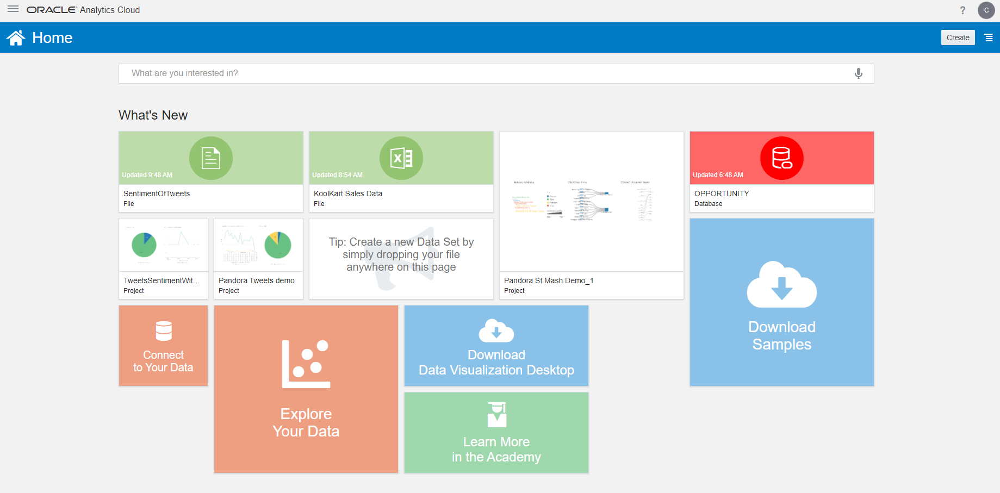 ORACLE Analytics Cloud
?
C
Home
Create
What are you interested in?
What's New
Updated 9:48 AM
SentimentOfTweets
File
Updated 8:54 AM
KoolKart Sales Data
File
Pandora Sf Mash Demo_1
Project
Updated 6:48 AM
OPPORTUNITY
Database
TweetsSentimentWit...
Project
Pandora Tweets demo
Project
Tip: Create a new Data Set by
simply dropping your file
anywhere on this page
Connect
to Your Data
Explore
Your Data
Download
Data Visualization Desktop
Learn More
in the Academy
Download
Samples